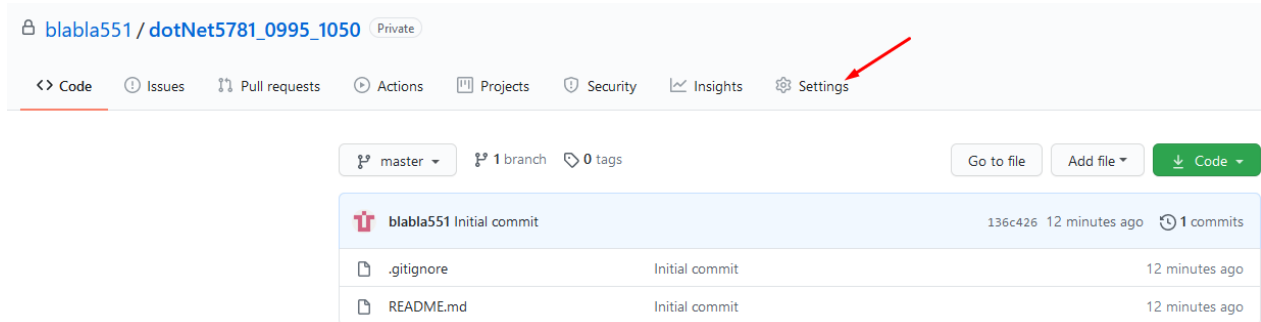 blabla551 / dotNet5781_0995_1050 Private
Code Issues Pull requests Actions Projects Security Insights Settings
master 1 branch 0 tags Go to file Add file Code
blabla551 Initial commit 136c426 12 minutes ago 1 commits
.gitignore Initial commit 12 minutes ago
README.md Initial commit 12 minutes ago